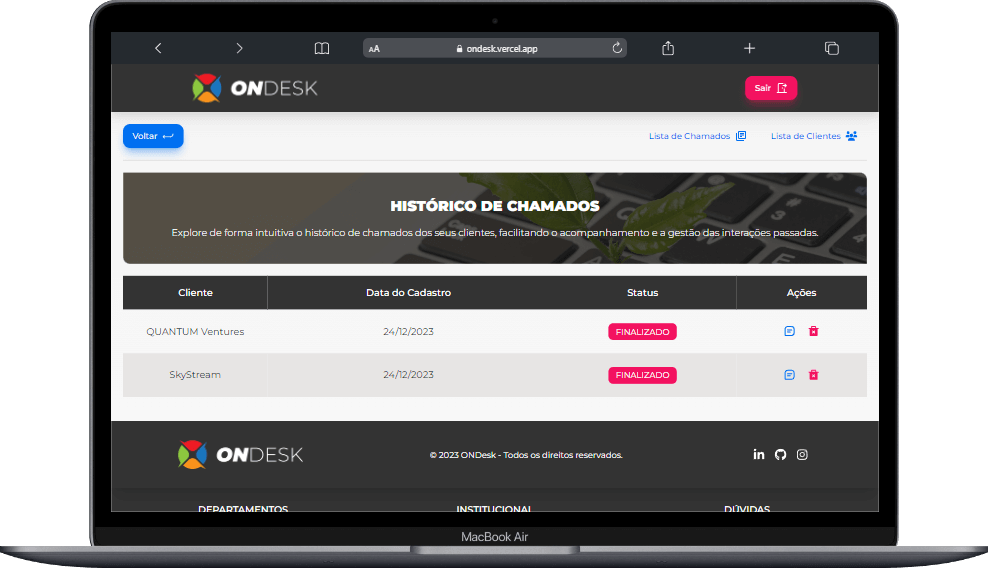 AA ondesk.vercel.app
ONDESK
Sair
Voltar
Lista de Chamados
Lista de Clientes
HISTÓRICO DE CHAMADOS
Explore de forma intuítiva o histórico de chamados dos seus clientes, facilitando o acompanhamento e a gestão das interações passadas.
Cliente Data do Cadastro Status Ações
QUANTUM Ventures 24/12/2023 FINALIZADO
SkyStream 24/12/2023 FINALIZADO
ONDESK
© 2023 ONDesk - Todos os direitos reservados.
in
DEPARTAMENTOS INSTITUCIONAL DÚVIDAS
MacBook Air